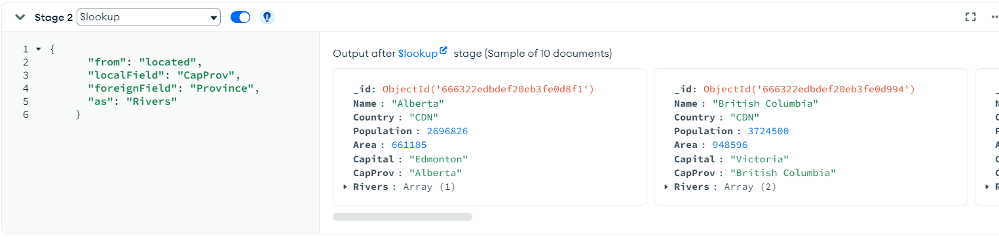 Stage 2 $lookup
1 {
2 "from": "located",
3 "localField": "CapProv",
4 "foreignField": "Province",
5 "as": "Rivers"
6 }
Output after $lookup stage (Sample of 10 documents)
_id: ObjectId('666322edbdef20eb3fe0d8f1')
Name : "Alberta"
Country : "CDN"
Population : 2696826
Area : 661185
Capital : "Edmonton"
CapProv : "Alberta"
Rivers : Array (1)
_id: ObjectId('666322edbdef20eb3fe0d994')
Name : "British Columbia"
Country : "CDN"
Population : 3724500
Area : 948596
Capital : "Victoria"
CapProv : "British Columbia"
Rivers : Array (2)